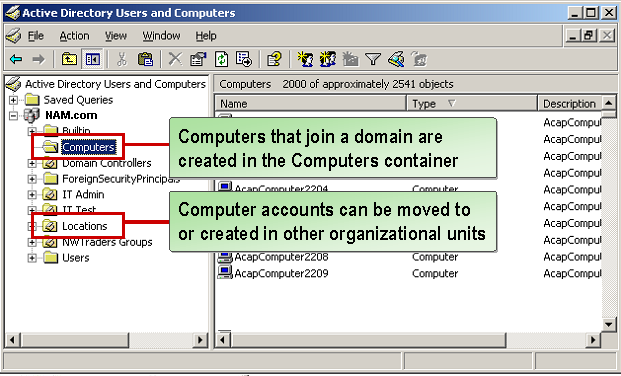 Active Directory Users and Computers
File Action View Window Help
Active Directory Users and Computers
Saved Queries
NAM.com
Builtin
Computers
Domain Controllers
ForeignSecurityPrincipals
IT Admin
IT Test
Locations
NWTraders Groups
Users
Computers 2000 of approximately 2541 objects
Name Type Description
Computers that join a domain are
created in the Computers container
AcapCompu
AcapCompu
AcapCompu
AcapCompu
AcapComputer2204 Computer AcapCompu
Computer accounts can be moved to
or created in other organizational units
AcapCompu
AcapCompu
AcapCompu
AcapComputer2208 Computer AcapCompu
AcapComputer2209 Computer AcapCompu